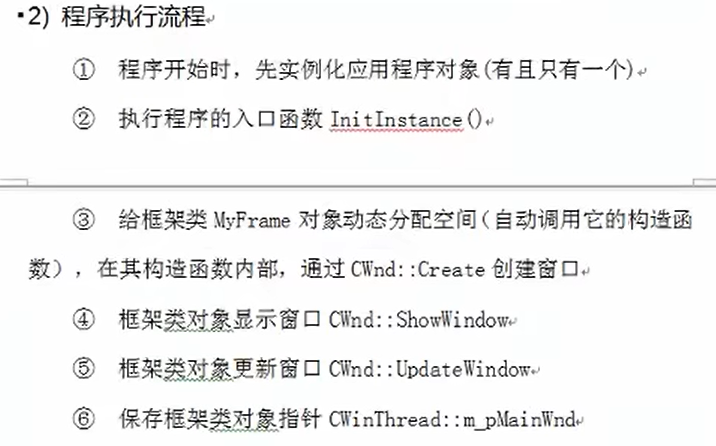 ▪2) 程序执行流程
① 程序开始时，先实例化应用程序对象(有且只有一个)
② 执行程序的入口函数 InitInstance()
③ 给框架类 MyFrame 对象动态分配空间（自动调用它的构造函
数），在其构造函数内部，通过 CWnd::Create 创建窗口
④ 框架类对象显示窗口 CWnd::ShowWindow
⑤ 框架类对象更新窗口 CWnd::UpdateWindow
⑥ 保存框架类对象指针 CWinThread::m_pMainWnd